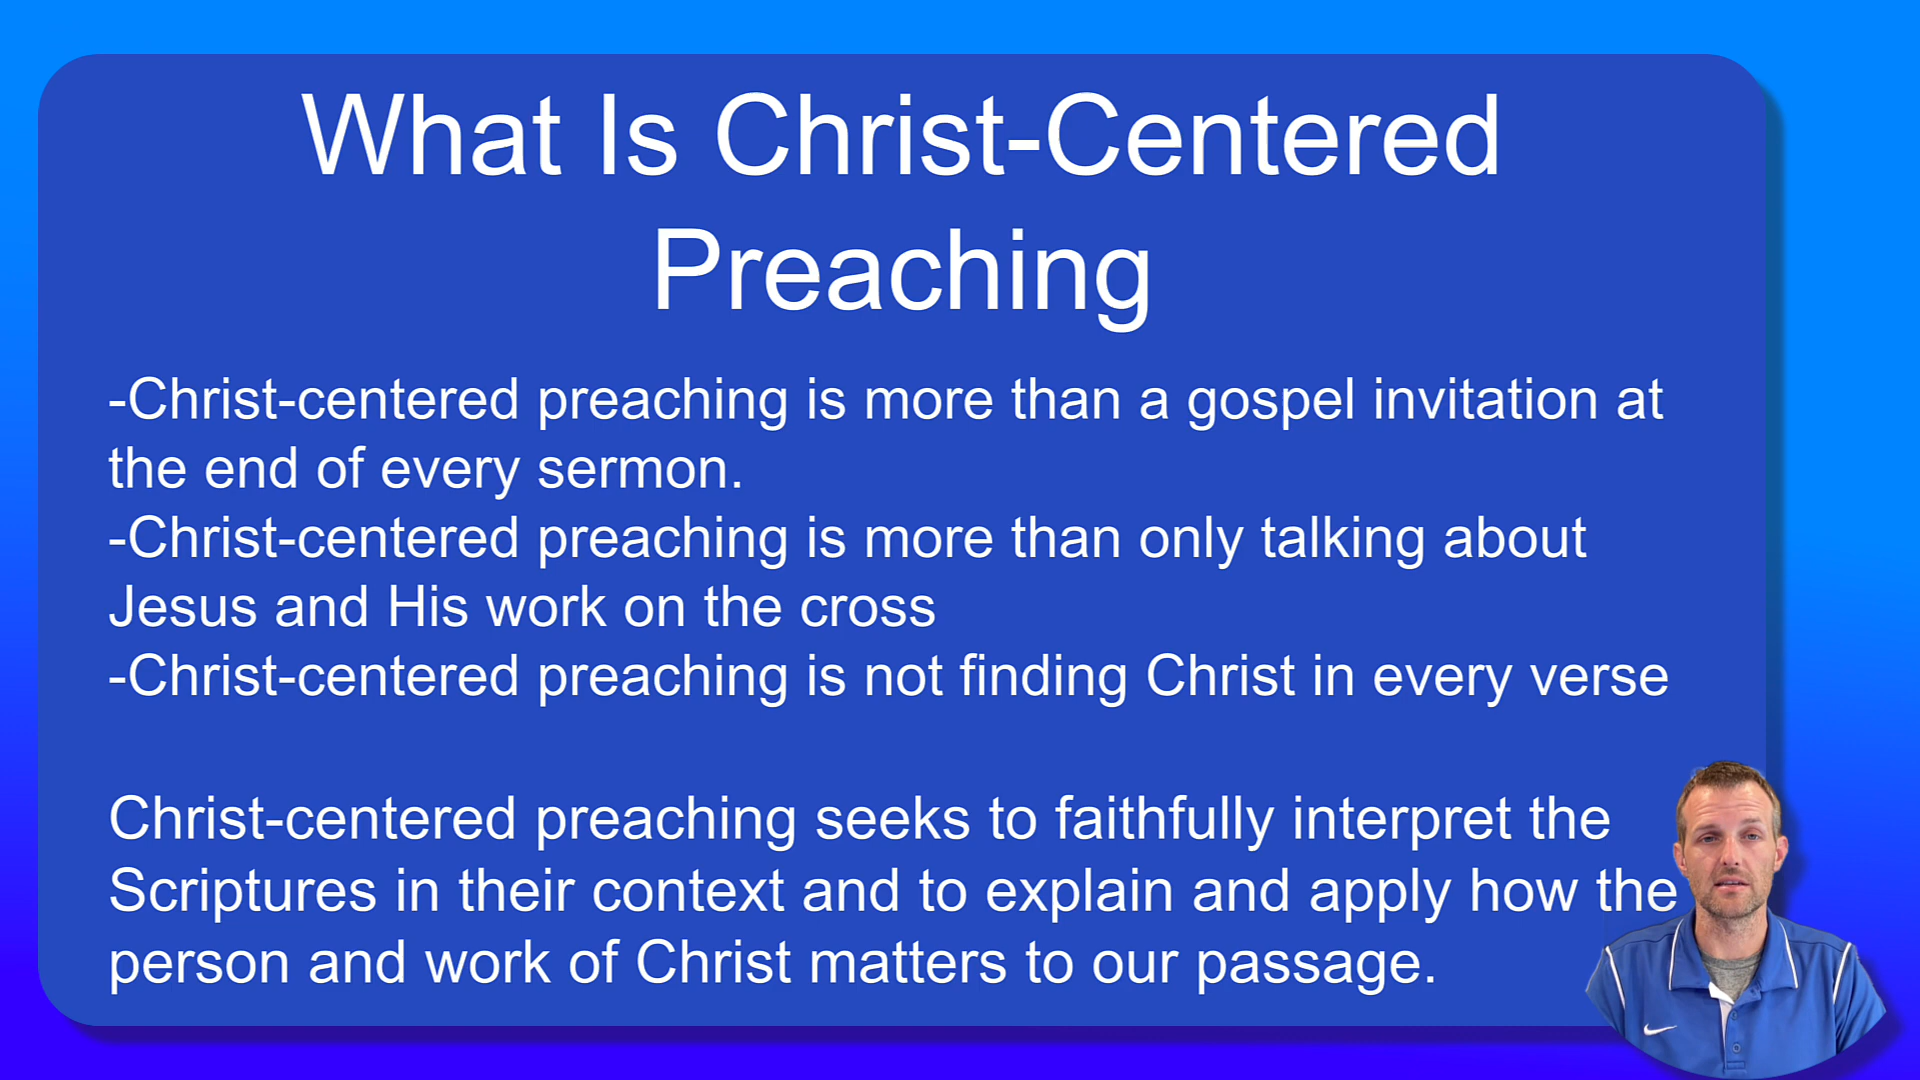 What Is Christ-Centered
Preaching
-Christ-centered preaching is more than a gospel invitation at
the end of every sermon.
-Christ-centered preaching is more than only talking about
Jesus and His work on the cross
-Christ-centered preaching is not finding Christ in every verse
Christ-centered preaching seeks to faithfully interpret the
Scriptures in their context and to explain and apply how the
person and work of Christ matters to our passage.